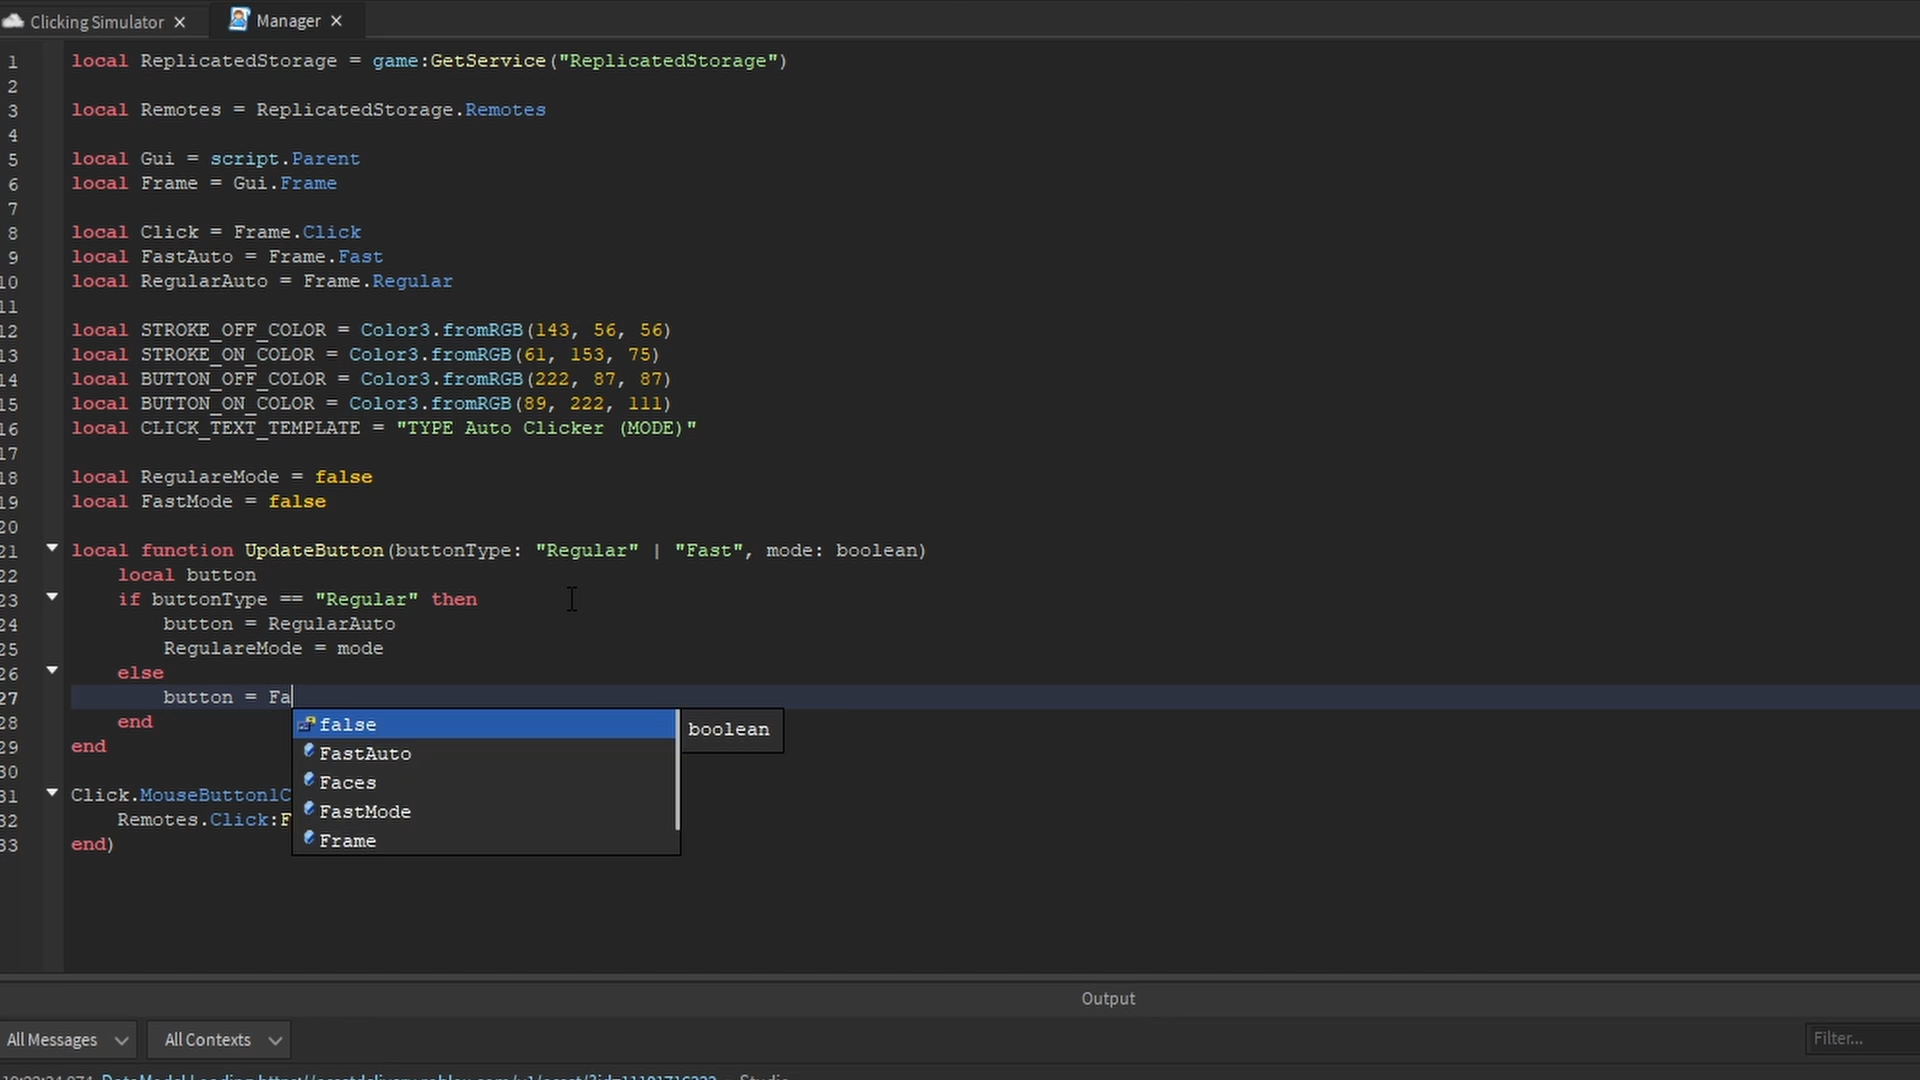 Clicking Simulator
Manager
1 local ReplicatedStorage = game:GetService("ReplicatedStorage")
2
3 local Remotes = ReplicatedStorage.Remotes
4
5 local Gui = script.Parent
6 local Frame = Gui.Frame
7
8 local Click = Frame.Click
9 local FastAuto = Frame.Fast
10 local RegularAuto = Frame.Regular
11
12 local STROKE_OFF_COLOR = Color3.fromRGB(143, 56, 56)
13 local STROKE_ON_COLOR = Color3.fromRGB(61, 153, 75)
14 local BUTTON_OFF_COLOR = Color3.fromRGB(222, 87, 87)
15 local BUTTON_ON_COLOR = Color3.fromRGB(89, 222, 111)
16 local CLICK_TEXT_TEMPLATE = "TYPE Auto Clicker (MODE)"
17
18 local RegulareMode = false
19 local FastMode = false
20
21 local function UpdateButton(buttonType: "Regular" | "Fast", mode: boolean)
22 local button
23 if buttonType == "Regular" then
24 button = RegularAuto
25 RegulareMode = mode
26 else
27 button = Fa
28 end
29 end
30
31 Click.MouseButton1C
32 Remotes.Click:F
33 end)
false
FastAuto
Faces
FastMode
Frame
boolean
Output
All Messages
All Contexts
Filter...
Studio